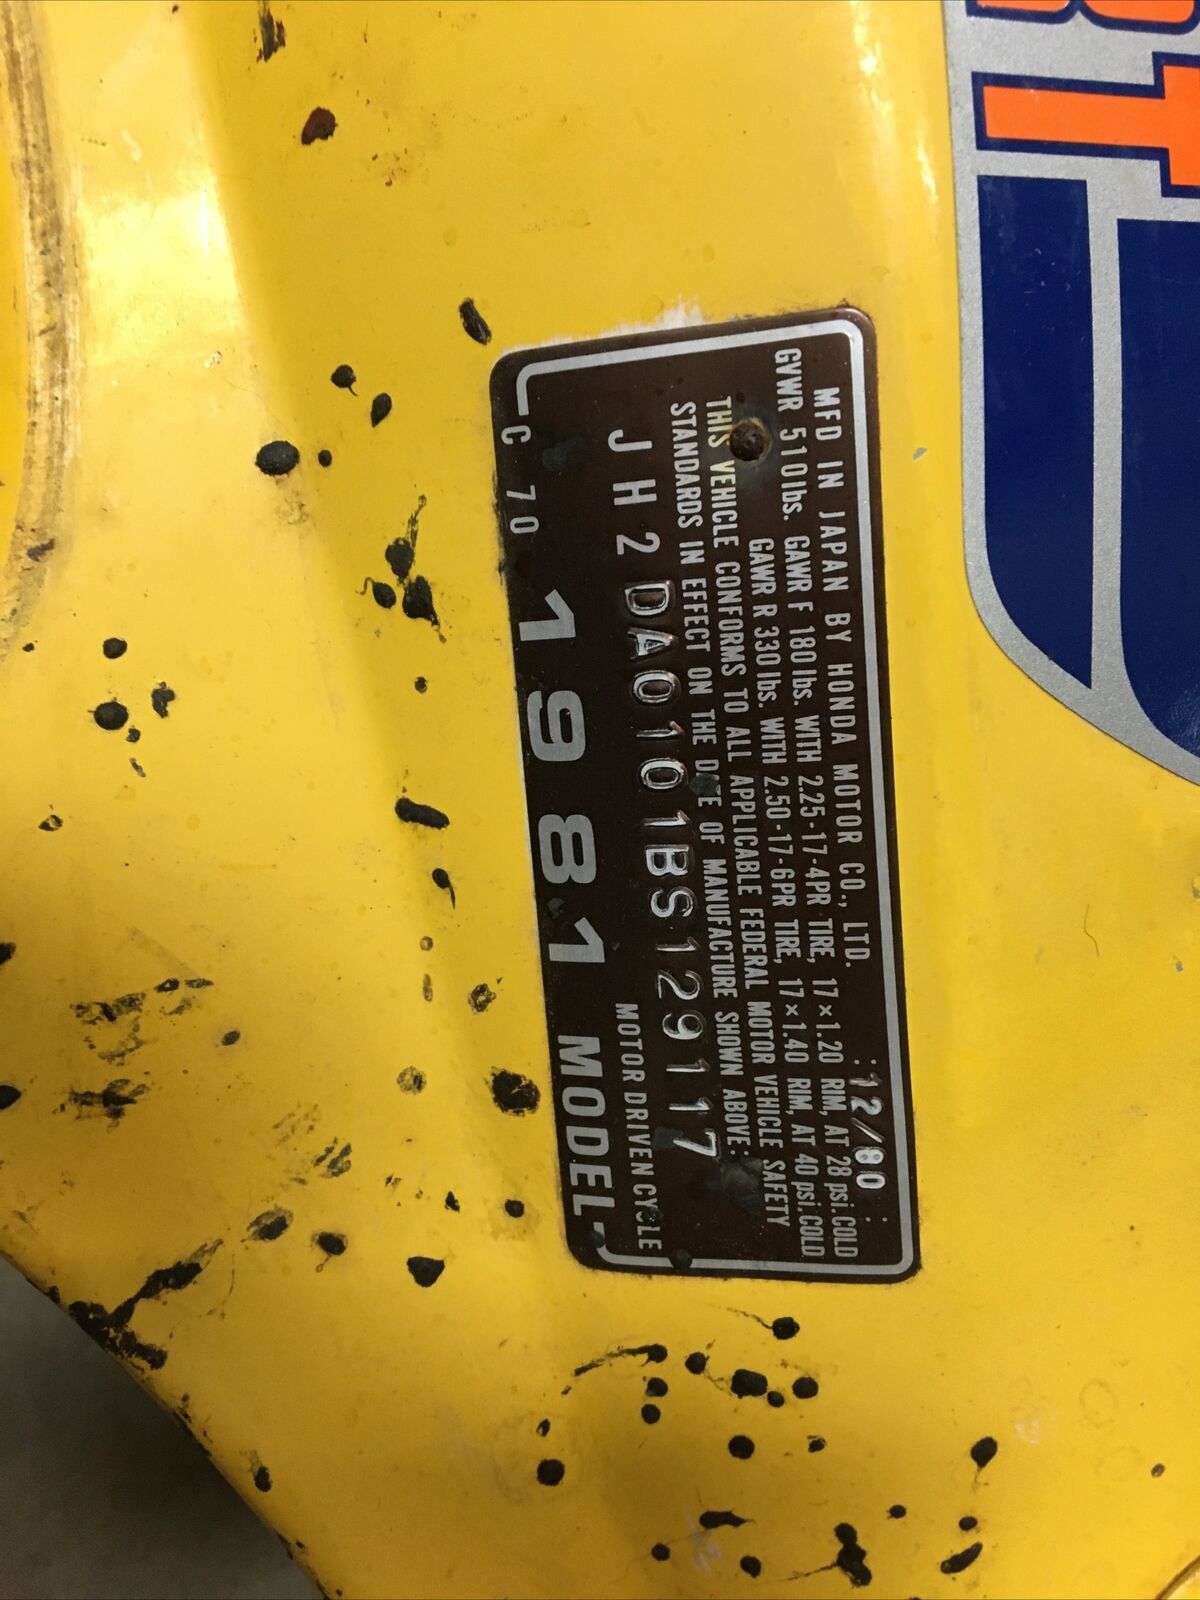 MFD IN JAPAN BY HONDA MOTOR CO., LTD. : 12/80 :
GVWR 510lbs. GAWR F 180lbs. WITH 2.25-17-4PR TIRE, 17×1.20 RIM, AT 28 psi.COLD
GAWR R 330lbs. WITH 2.50-17-6PR TIRE, 17×1.40 RIM, AT 40 psi.COLD
THIS VEHICLE CONFORMS TO ALL APPLICABLE FEDERAL MOTOR VEHICLE SAFETY
STANDARDS IN EFFECT ON THE DATE OF MANUFACTURE SHOWN ABOVE:
JH2DA0101BS129117
MOTOR DRIVEN CYCLE
C 70 1981 MODEL